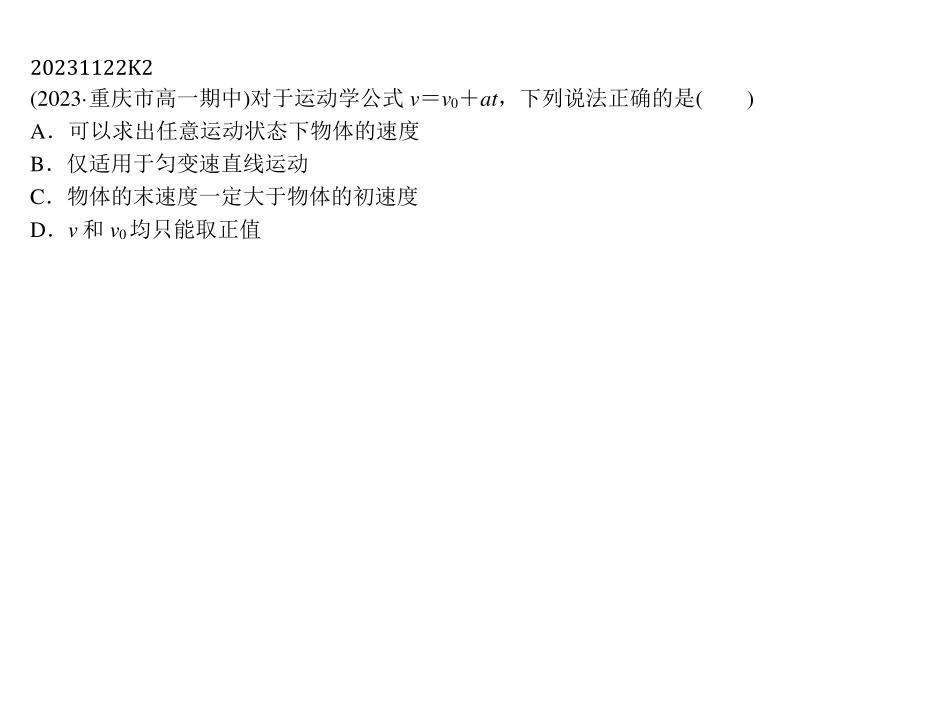 20231122K2
(2023·重庆市高一期中)对于运动学公式 v＝v₀＋at，下列说法正确的是(　　)
A．可以求出任意运动状态下物体的速度
B．仅适用于匀变速直线运动
C．物体的末速度一定大于物体的初速度
D．v 和 v₀均只能取正值